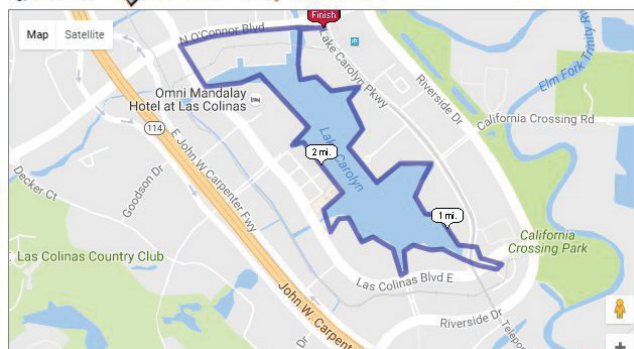 Map
Satellite
N O'Connor Blvd
Finish
Lake Carolyn Pkwy
Riverside Dr
Elm Fork Trinity Riv
California Crossing Rd
Omni Mandalay
Hotel at Las Colinas
114
E John W Carpenter Fwy
Goodson Dr
Decker Ct
2 mi.
Lake Carolyn
1 mi.
California
Crossing Park
Las Colinas Country Club
Las Colinas Blvd E
John W. Carpent
Riverside Dr
Dr